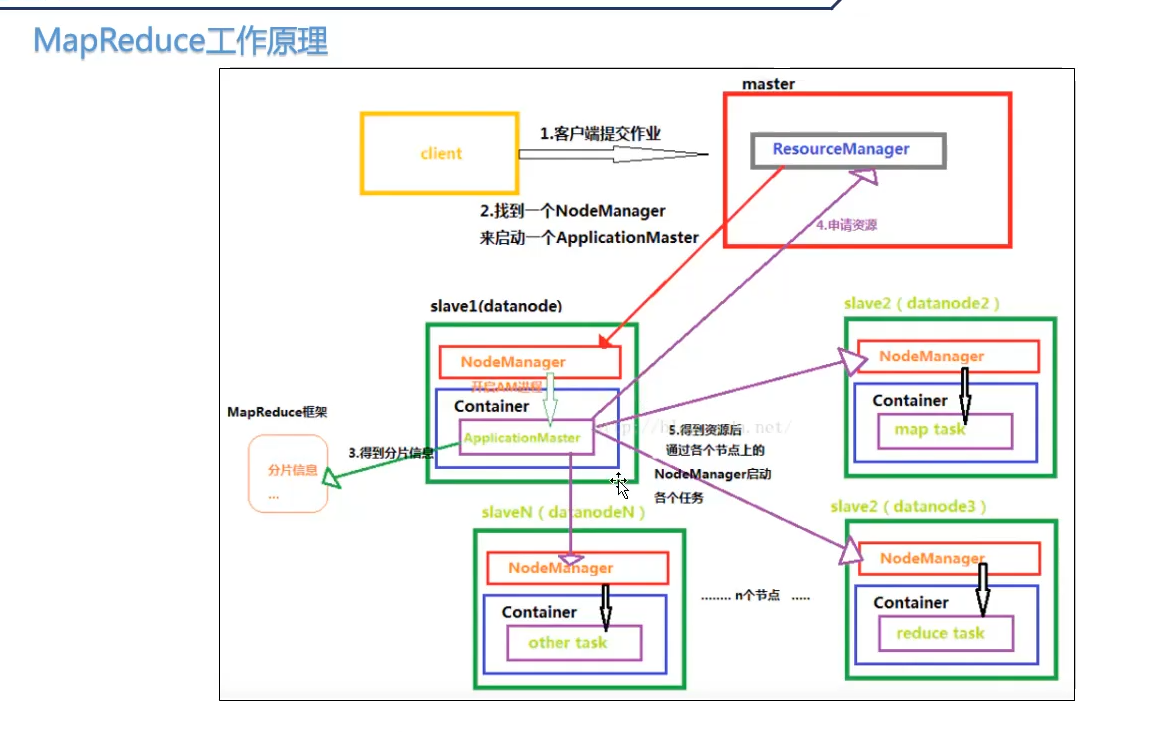 MapReduce工作原理
master
client
1.客户端提交作业
ResourceManager
2.找到一个NodeManager
来启动一个ApplicationMaster
4.申请资源
slave1(datanode)
slave2（datanode2）
NodeManager
开启AM进程
Container
ApplicationMaster
NodeManager
Container
map task
MapReduce框架
分片信息
...
3.得到分片信息
5.得到资源后
通过各个节点上的
NodeManager启动
各个任务
slaveN（datanodeN）
slave2（datanode3）
NodeManager
Container
other task
........ n个节点 .....
NodeManager
Container
reduce task